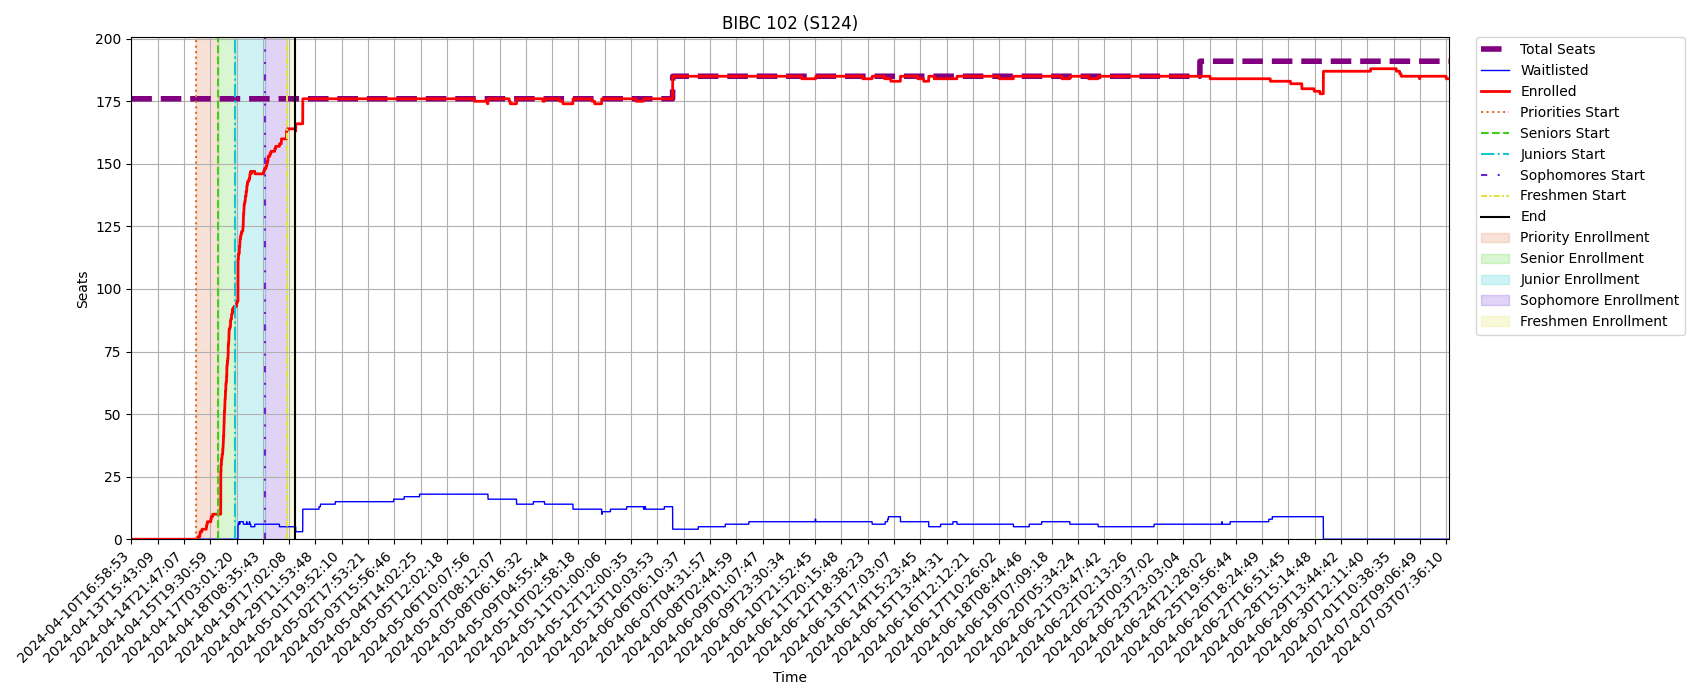 BIBC 102 (S124)
200
175
150
125
100
75
50
25
0
Seats
2024-04-10T16:58:53
2024-04-13T15:43:09
2024-04-14T21:47:07
2024-04-15T19:30:59
2024-04-17T03:01:20
2024-04-18T08:35:43
2024-04-19T17:02:08
2024-04-29T11:53:48
2024-05-01T19:52:10
2024-05-02T17:53:21
2024-05-03T15:56:46
2024-05-04T14:02:25
2024-05-05T12:02:18
2024-05-06T10:07:56
2024-05-07T08:12:07
2024-05-08T06:16:32
2024-05-09T04:55:44
2024-05-10T02:58:18
2024-05-11T01:00:06
2024-05-12T12:00:35
2024-05-13T10:03:53
2024-06-06T06:10:37
2024-06-07T04:31:57
2024-06-08T02:44:59
2024-06-09T01:07:47
2024-06-09T23:30:34
2024-06-10T21:52:45
2024-06-11T20:15:48
2024-06-12T18:38:23
2024-06-13T17:03:07
2024-06-14T15:23:45
2024-06-15T13:44:31
2024-06-16T12:12:21
2024-06-17T10:26:02
2024-06-18T08:44:46
2024-06-19T07:09:18
2024-06-20T05:34:24
2024-06-21T03:47:42
2024-06-22T02:13:26
2024-06-23T00:37:02
2024-06-23T23:03:04
2024-06-24T21:28:02
2024-06-25T19:56:44
2024-06-26T18:24:49
2024-06-27T16:51:45
2024-06-28T15:14:48
2024-06-29T13:44:42
2024-06-30T12:11:40
2024-07-01T10:38:35
2024-07-02T09:06:49
2024-07-03T07:36:10
Time
Total Seats
Waitlisted
Enrolled
Priorities Start
Seniors Start
Juniors Start
Sophomores Start
Freshmen Start
End
Priority Enrollment
Senior Enrollment
Junior Enrollment
Sophomore Enrollment
Freshmen Enrollment